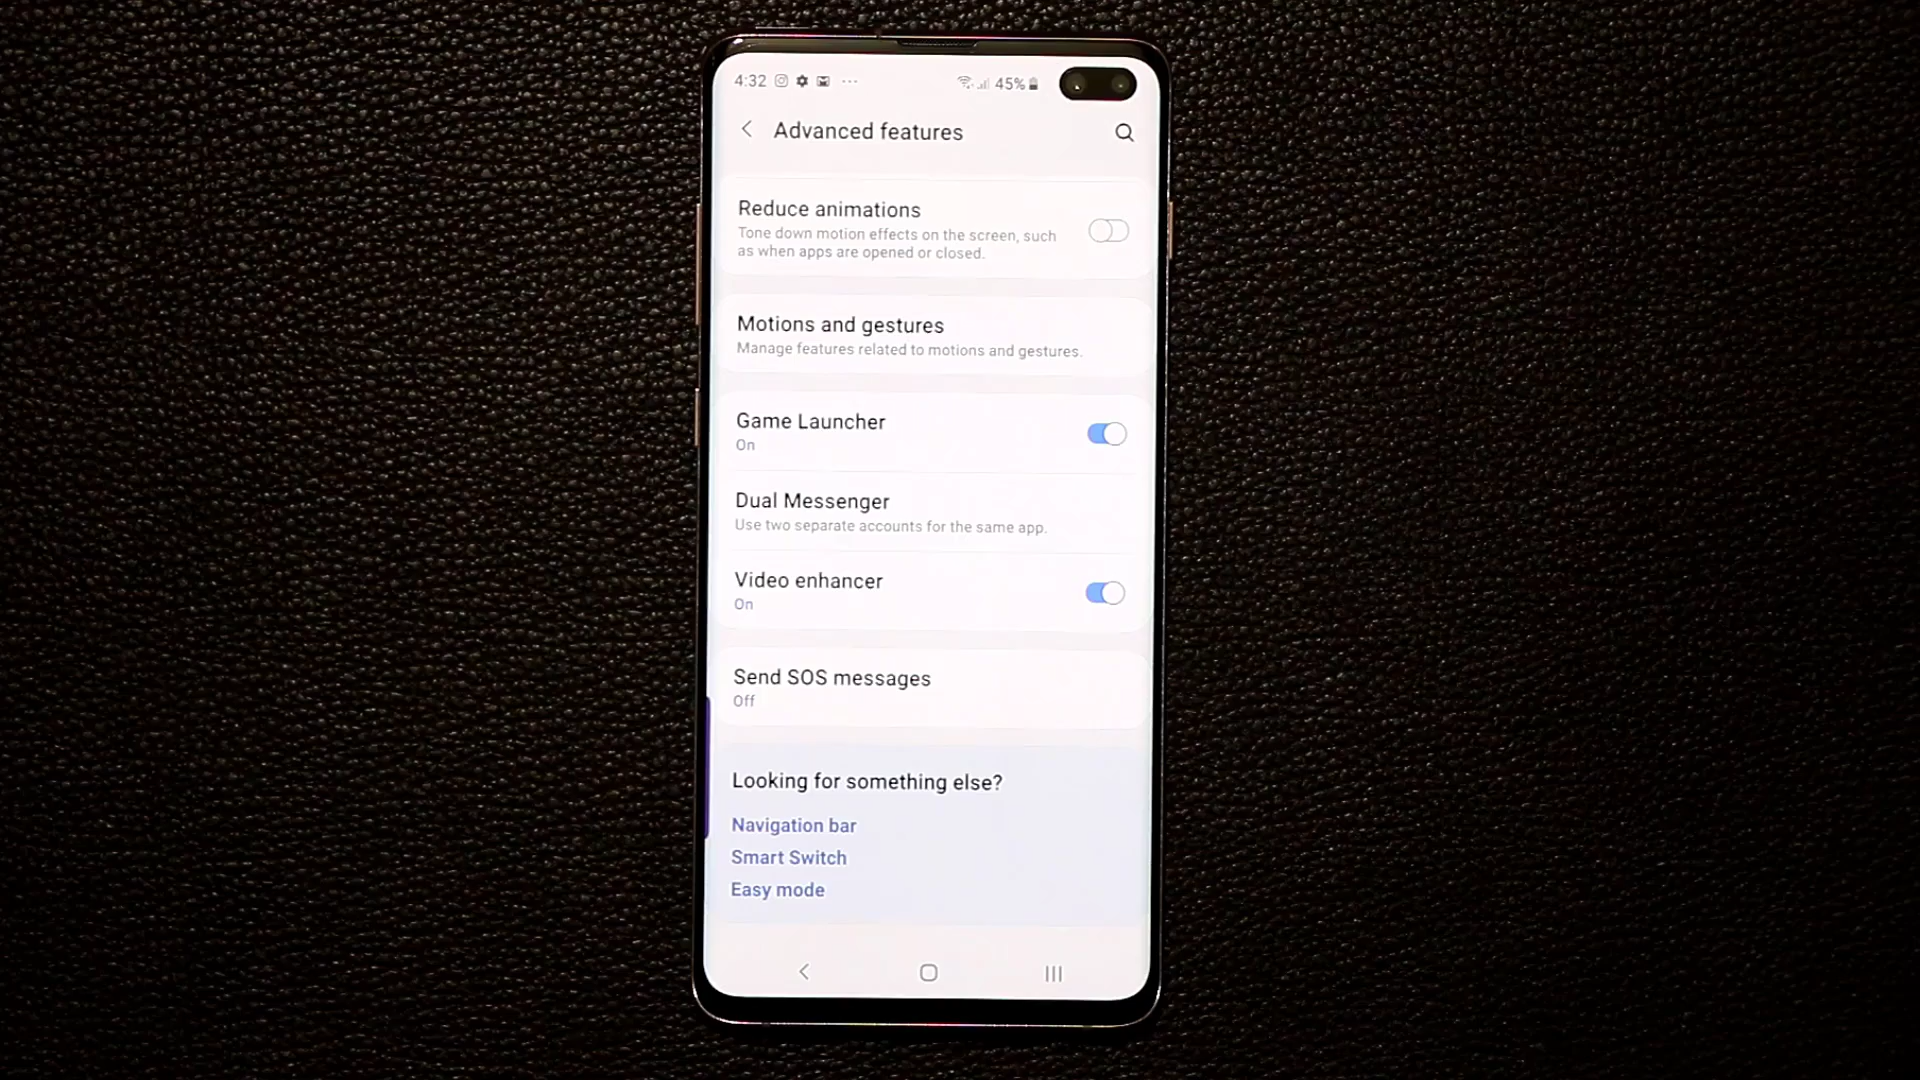 4:32
45%
Advanced features
Reduce animations
Tone down motion effects on the screen, such
as when apps are opened or closed.
Motions and gestures
Manage features related to motions and gestures.
Game Launcher
On
Dual Messenger
Use two separate accounts for the same app.
Video enhancer
On
Send SOS messages
Off
Looking for something else?
Navigation bar
Smart Switch
Easy mode